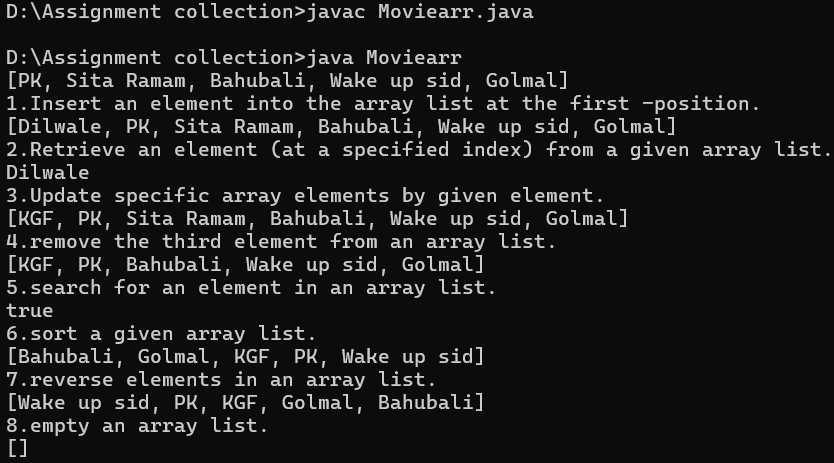 D:\Assignment collection>javac Moviearr.java
D:\Assignment collection>java Moviearr
[PK, Sita Ramam, Bahubali, Wake up sid, Golmal]
1.Insert an element into the array list at the first -position.
[Dilwale, PK, Sita Ramam, Bahubali, Wake up sid, Golmal]
2.Retrieve an element (at a specified index) from a given array list.
Dilwale
3.Update specific array elements by given element.
[KGF, PK, Sita Ramam, Bahubali, Wake up sid, Golmal]
4.remove the third element from an array list.
[KGF, PK, Bahubali, Wake up sid, Golmal]
5.search for an element in an array list.
true
6.sort a given array list.
[Bahubali, Golmal, KGF, PK, Wake up sid]
7.reverse elements in an array list.
[Wake up sid, PK, KGF, Golmal, Bahubali]
8.empty an array list.
[]